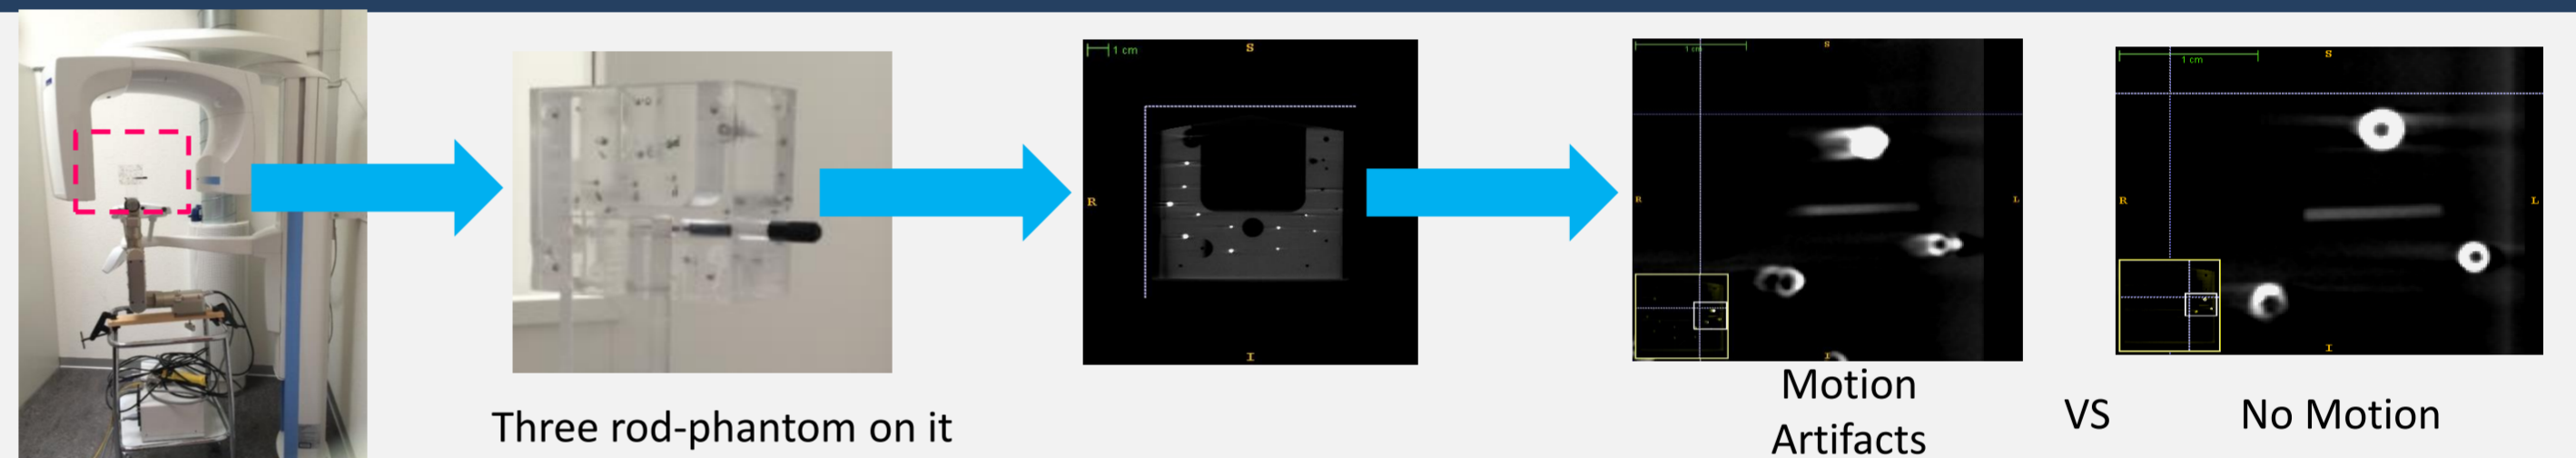 1 cm
S
R
I
1 cm
S
R
L
I
1 cm
S
R
L
I
Three rod-phantom on it
Motion
Artifacts
VS
No Motion